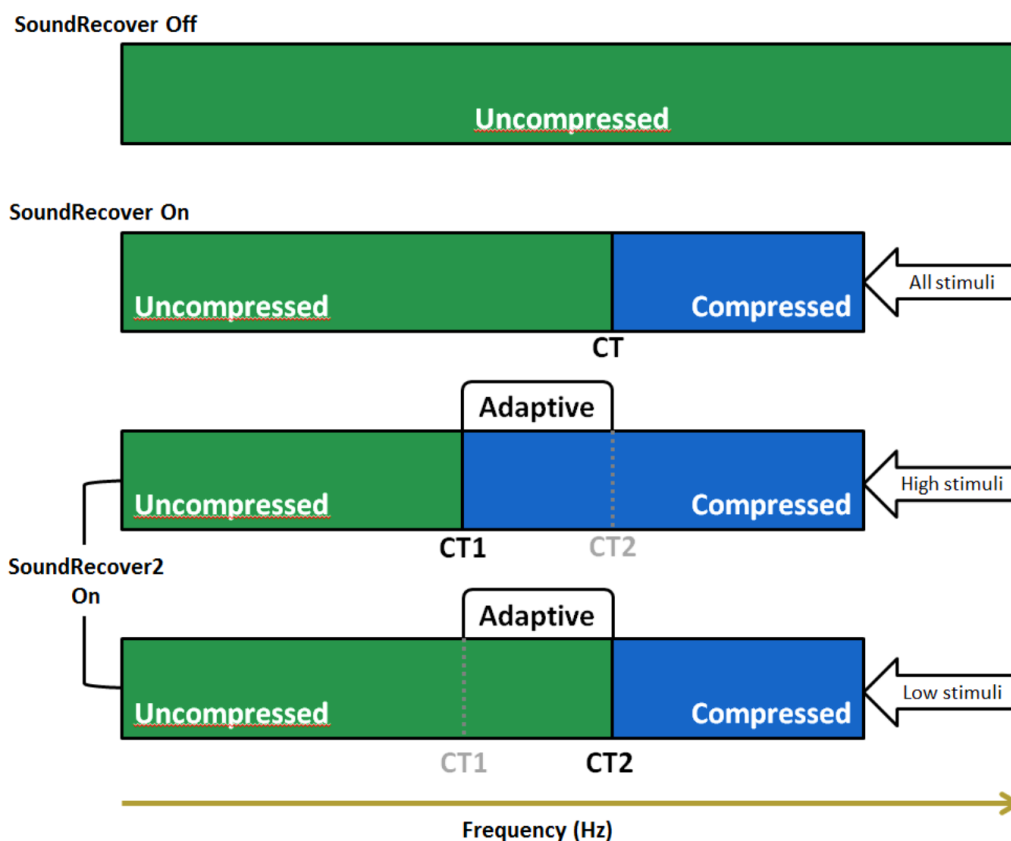 SoundRecover Off
Uncompressed
SoundRecover On
Uncompressed
Compressed
All stimuli
CT
Adaptive
Uncompressed
Compressed
High stimuli
CT1
CT2
SoundRecover2
On
Adaptive
Uncompressed
Compressed
Low stimuli
CT1
CT2
Frequency (Hz)